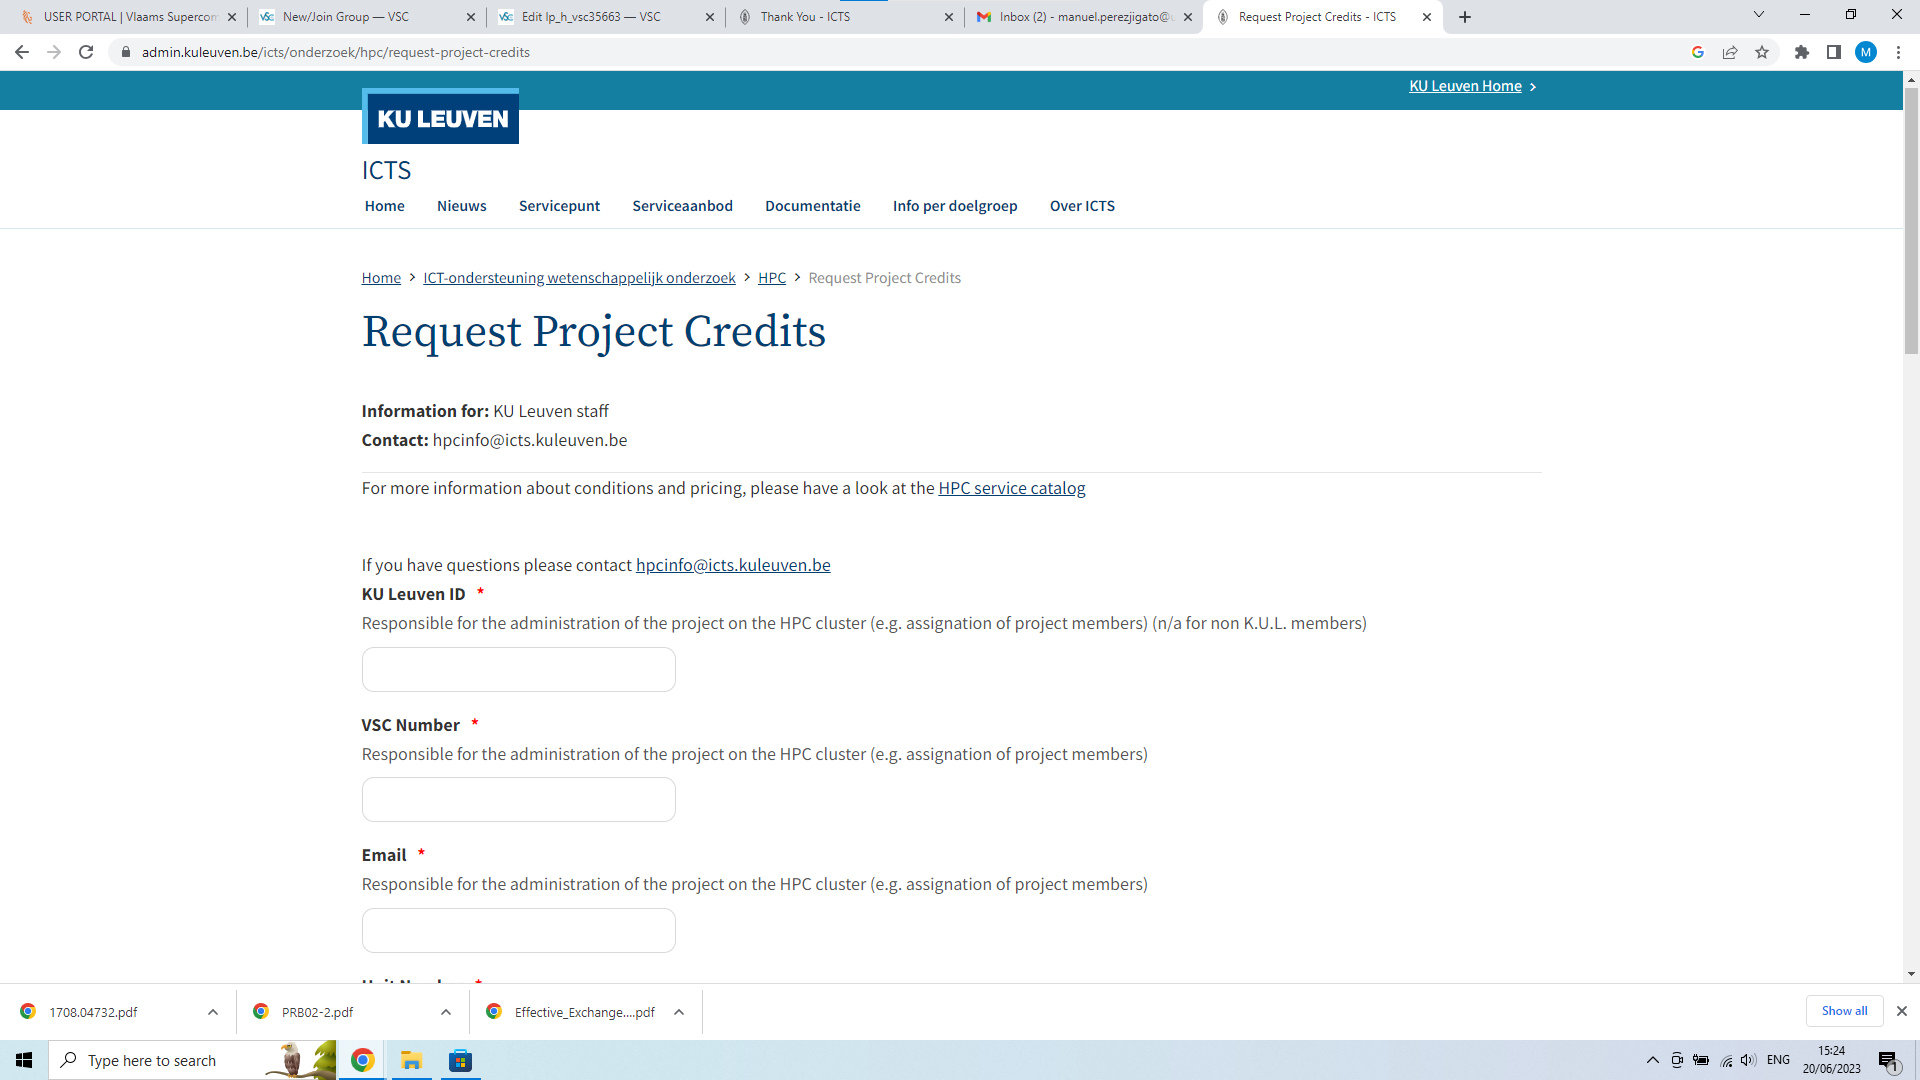 USER PORTAL | Vlaams Supercom
New/Join Group — VSC
Edit lp_h_vsc35663 — VSC
Thank You - ICTS
Inbox (2) - manuel.perezjigato@
Request Project Credits - ICTS
admin.kuleuven.be/icts/onderzoek/hpc/request-project-credits
M
KU Leuven Home
KU LEUVEN
ICTS
Home Nieuws Servicepunt Serviceaanbod Documentatie Info per doelgroep Over ICTS
Home > ICT-ondersteuning wetenschappelijk onderzoek > HPC > Request Project Credits
Request Project Credits
Information for: KU Leuven staff
Contact: hpcinfo@icts.kuleuven.be
For more information about conditions and pricing, please have a look at the HPC service catalog
If you have questions please contact hpcinfo@icts.kuleuven.be
KU Leuven ID *
Responsible for the administration of the project on the HPC cluster (e.g. assignation of project members) (n/a for non K.U.L. members)
VSC Number *
Responsible for the administration of the project on the HPC cluster (e.g. assignation of project members)
Email *
Responsible for the administration of the project on the HPC cluster (e.g. assignation of project members)
1708.04732.pdf
PRB02-2.pdf
Effective_Exchange....pdf
Show all
Type here to search
ENG
15:24
20/06/2023
1